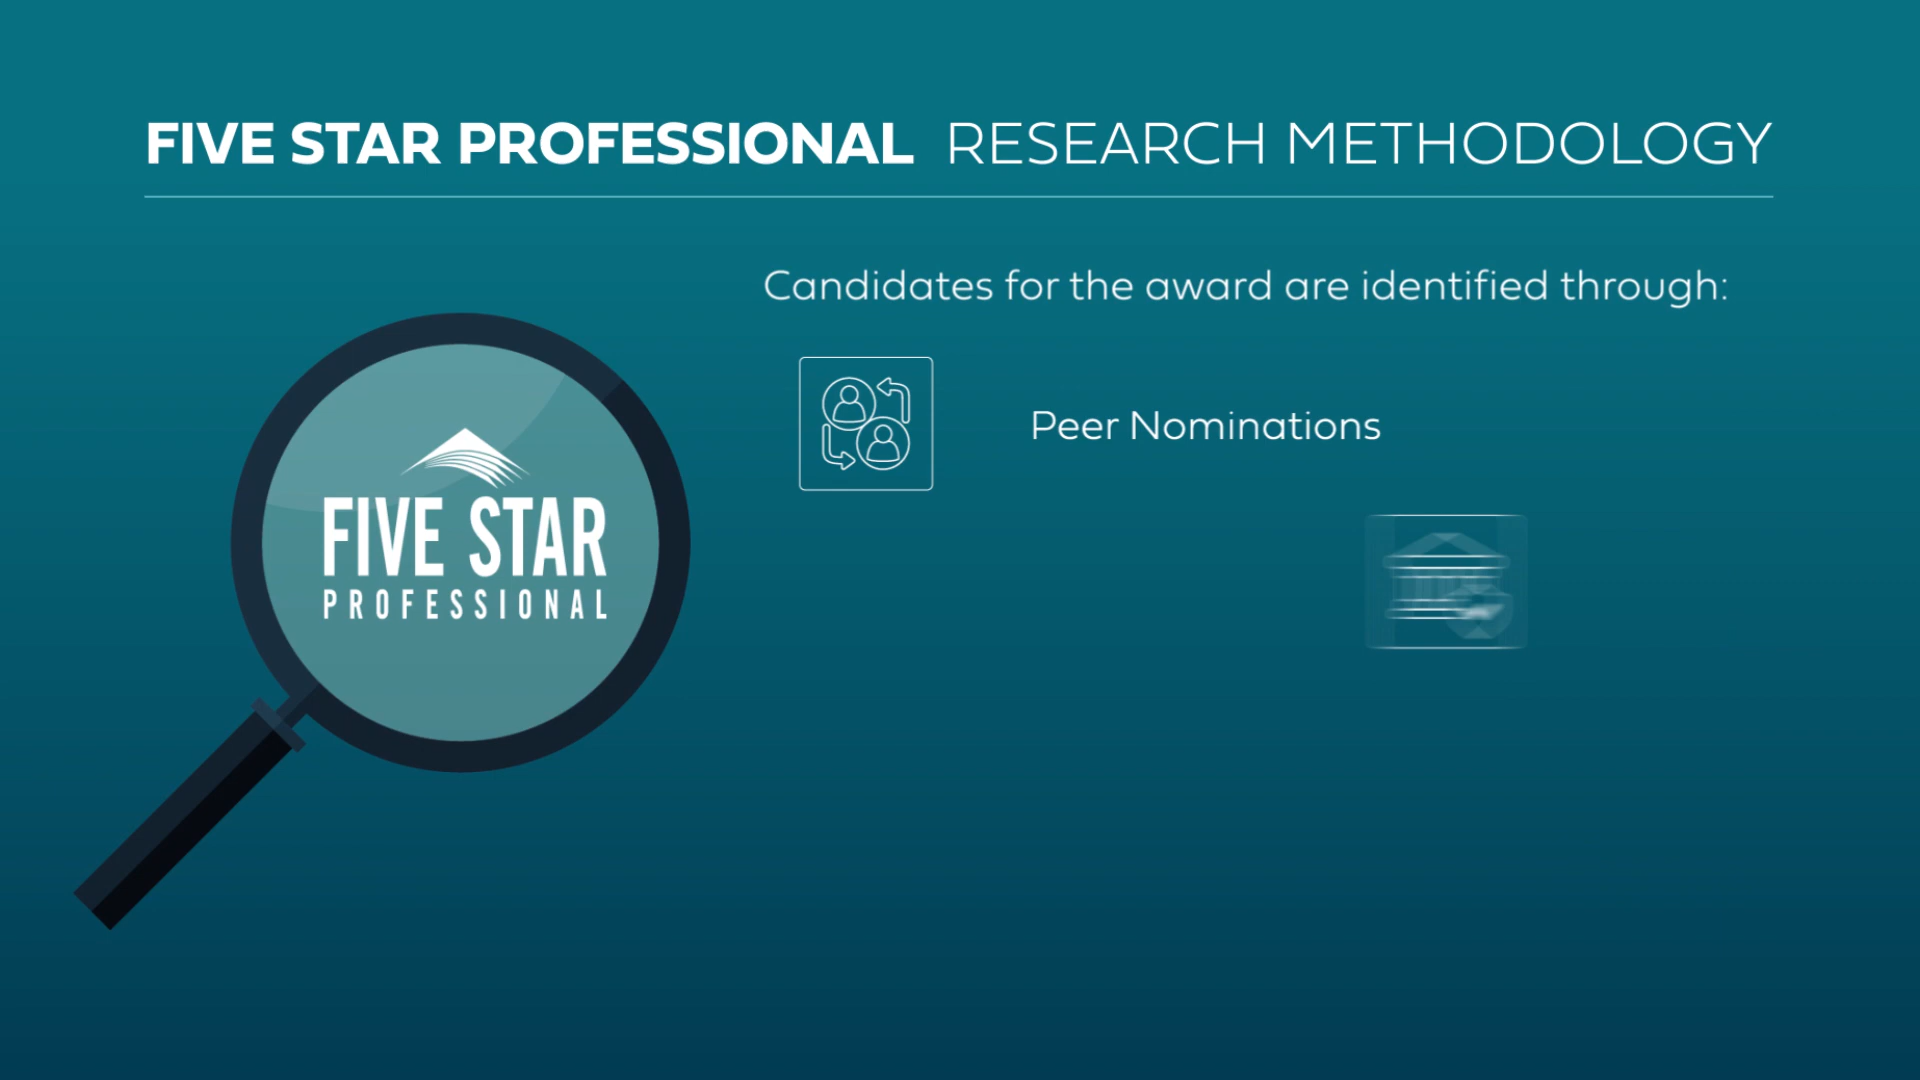 FIVE STAR PROFESSIONAL RESEARCH METHODOLOGY
Candidates for the award are identified through:
Peer Nominations
FIVE STAR
PROFESSIONAL